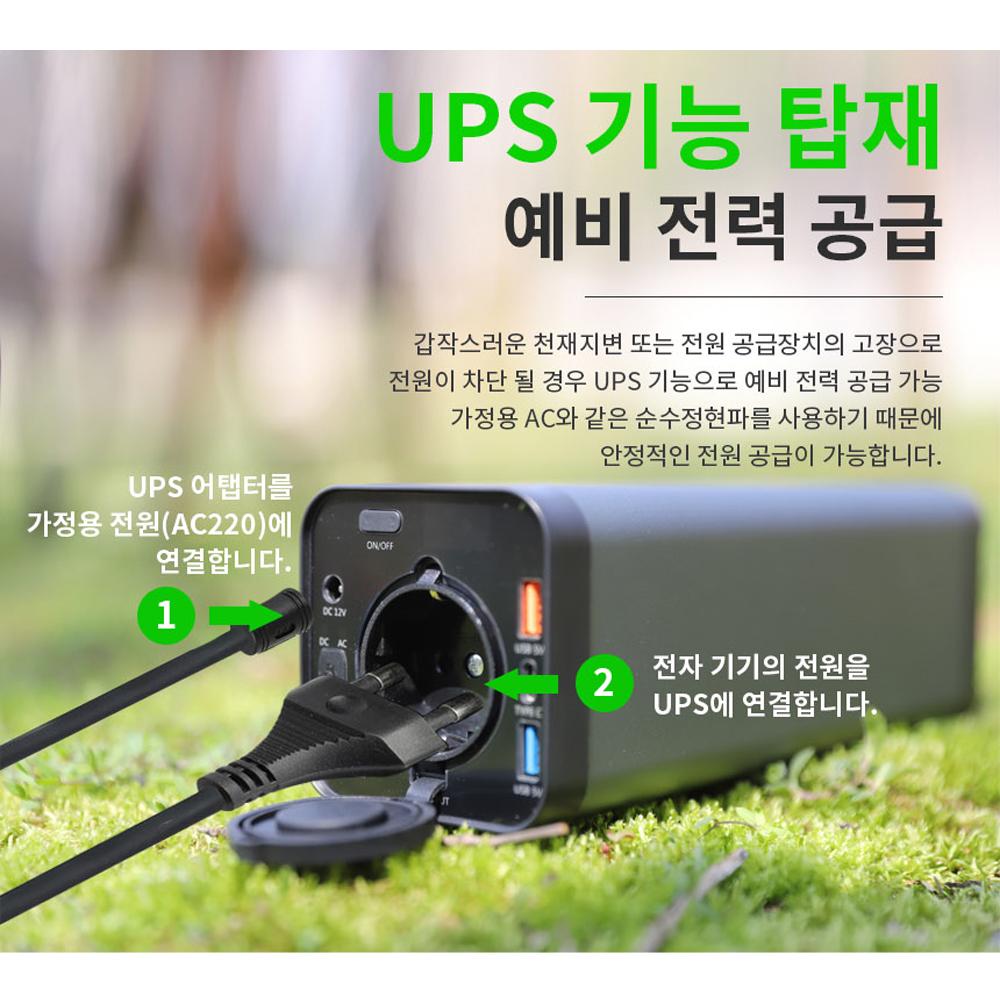 UPS 기능 탑재
예비 전력 공급
갑작스러운 천재지변 또는 전원 공급장치의 고장으로
전원이 차단 될 경우 UPS 기능으로 예비 전력 공급 가능
가정용 AC와 같은 순수정현파를 사용하기 때문에
안정적인 전원 공급이 가능합니다.
UPS 어탭터를
가정용 전원(AC220)에
연결합니다.
1
ON/OFF
DC 12V
DC AC
USB 5V
2
전자 기기의 전원을
UPS에 연결합니다.
TYPE C
USB 5V